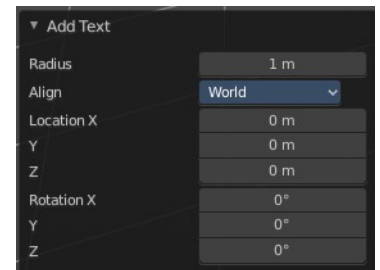 Add Text
Radius 1 m
Align World
Location X 0 m
Y 0 m
Z 0 m
Rotation X 0°
Y 0°
Z 0°